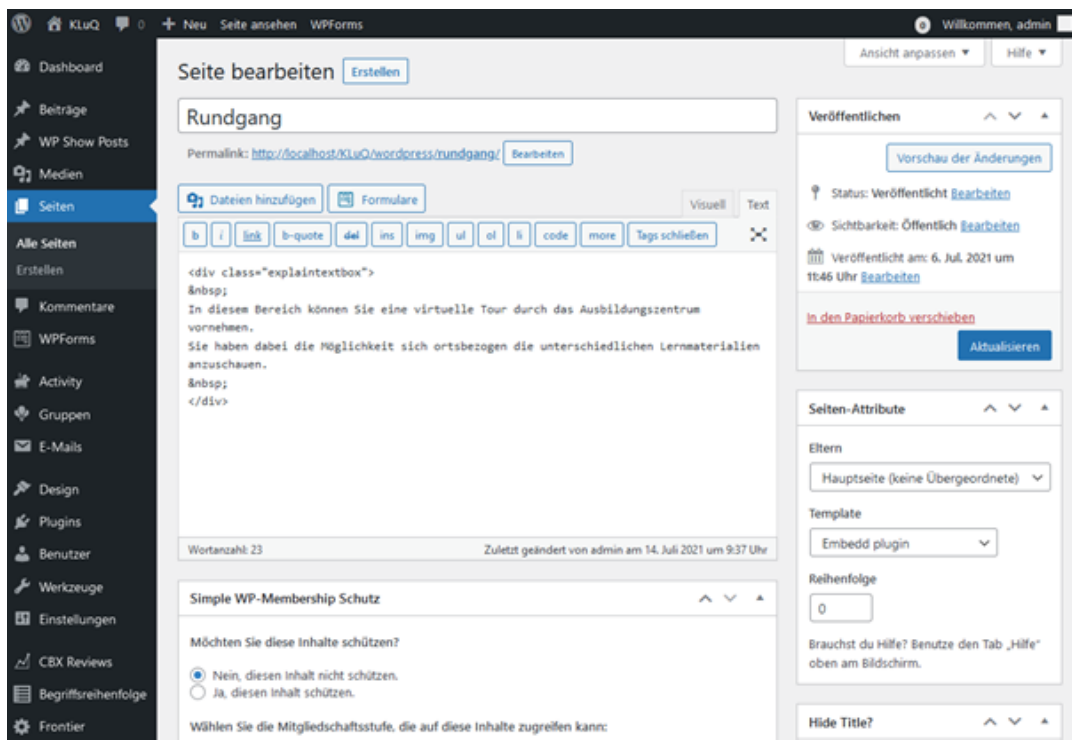 KLuQ 0 + Neu Seite ansehen WPForms 0 Willkommen, admin
Dashboard
Beiträge
WP Show Posts
Medien
Seiten
Alle Seiten
Erstellen
Kommentare
WPForms
Activity
Gruppen
E-Mails
Design
Plugins
Benutzer
Werkzeuge
Einstellungen
CBX Reviews
Begriffsreihenfolge
Frontier
Ansicht anpassen Hilfe
Seite bearbeiten Erstellen
Rundgang
Permalink: http://localhost/KLuQ/wordpress/rundgang/ Bearbeiten
Dateien hinzufügen Formulare Visuell Text
b i link b-quote del ins img ul ol li code more Tags schließen
<div class="explaintextbox">
&nbsp;
In diesem Bereich können Sie eine virtuelle Tour durch das Ausbildungszentrum
vornehmen.
Sie haben dabei die Möglichkeit sich ortsbezogen die unterschiedlichen Lernmaterialien
anzuschauen.
&nbsp;
</div>
Wortanzahl: 23 Zuletzt geändert von admin am 14. Juli 2021 um 9:37 Uhr
Simple WP-Membership Schutz
Möchten Sie diese Inhalte schützen?
Nein, diesen Inhalt nicht schützen.
Ja, diesen Inhalt schützen.
Wählen Sie die Mitgliedschaftsstufe, die auf diese Inhalte zugreifen kann:
Veröffentlichen
Vorschau der Änderungen
Status: Veröffentlicht Bearbeiten
Sichtbarkeit: Öffentlich Bearbeiten
Veröffentlicht am: 6. Jul. 2021 um
11:46 Uhr Bearbeiten
In den Papierkorb verschieben
Aktualisieren
Seiten-Attribute
Eltern
Hauptseite (keine Übergeordnete)
Template
Embedd plugin
Reihenfolge
0
Brauchst du Hilfe? Benutze den Tab „Hilfe“
oben am Bildschirm.
Hide Title?